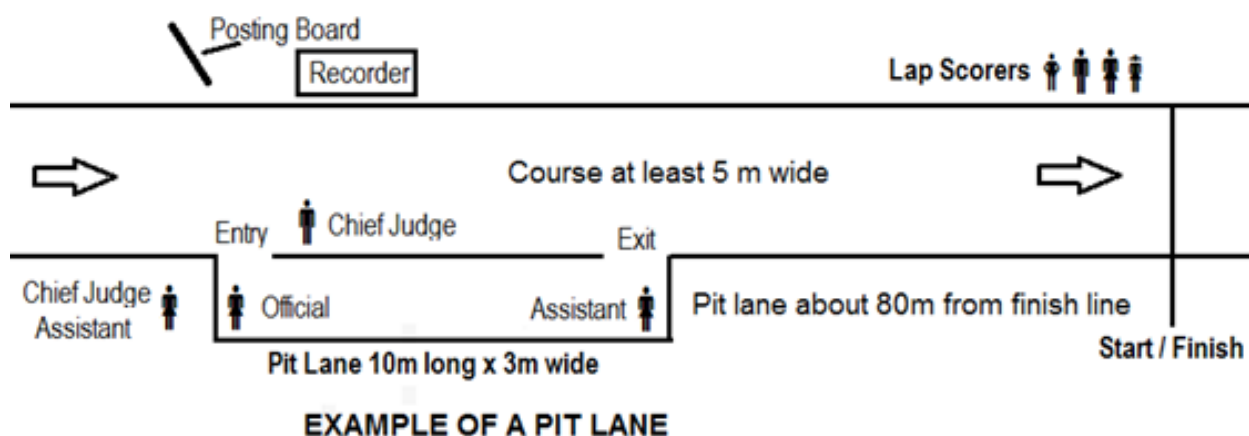 Posting Board
Recorder
Lap Scorers
Course at least 5 m wide
Entry
Chief Judge
Exit
Chief Judge
Assistant
Official
Assistant
Pit lane about 80m from finish line
Start / Finish
Pit Lane 10m long x 3m wide
EXAMPLE OF A PIT LANE